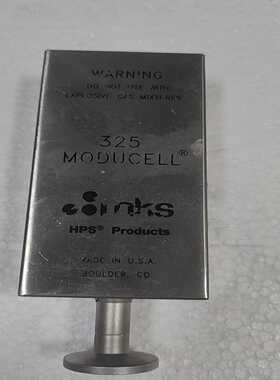 WARNING
DO NOT USE WITH
EXPLOSIVE GAS MIXTURES
325
MODUCELL®
mks
HPS® Products
MADE IN U.S.A.
BOULDER, CO